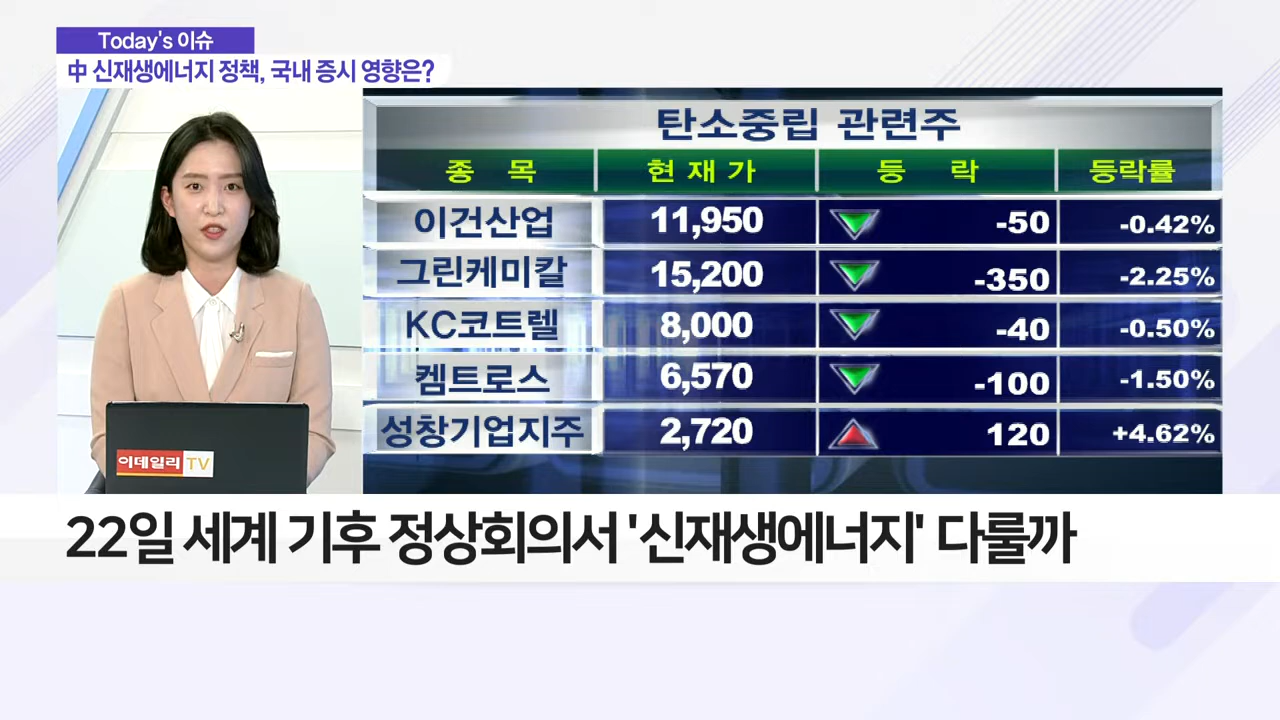 Today's 이슈
中 신재생에너지 정책, 국내 증시 영향은?
탄소중립 관련주
종 목 현 재 가 등 락 등락률
이건산업 11,950 -50 -0.42%
그린케미칼 15,200 -350 -2.25%
KC코트렐 8,000 -40 -0.50%
켐트로스 6,570 -100 -1.50%
성창기업지주 2,720 120 +4.62%
이데일리 TV
22일 세계 기후 정상회의서 '신재생에너지' 다룰까